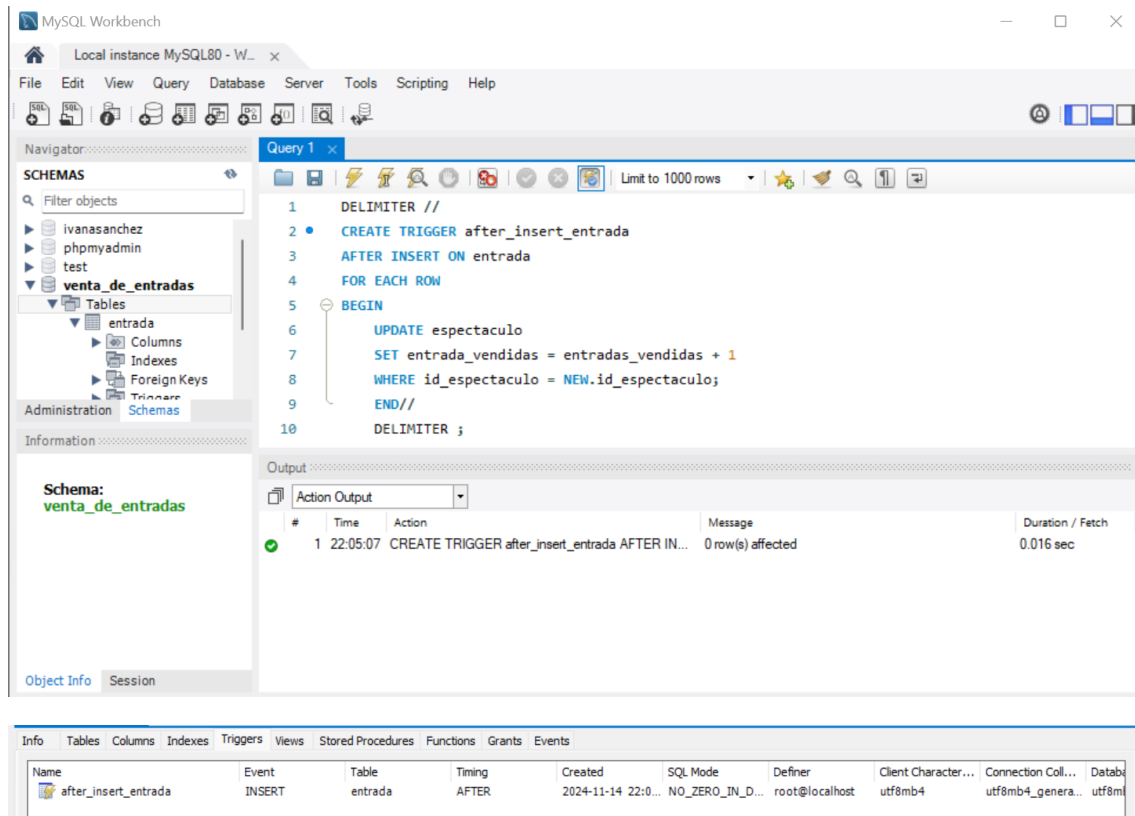 MySQL Workbench
Local instance MySQL80 - W...
File Edit View Query Database Server Tools Scripting Help
Navigator
SCHEMAS
Filter objects
ivanasanchez
phpmyadmin
test
venta_de_entradas
Tables
entrada
Columns
Indexes
Foreign Keys
Triggers
Administration Schemas
Information
Schema:
venta_de_entradas
Object Info Session
Query 1
Limit to 1000 rows
1 DELIMITER //
2 CREATE TRIGGER after_insert_entrada
3 AFTER INSERT ON entrada
4 FOR EACH ROW
5 BEGIN
6 UPDATE espectaculo
7 SET entrada_vendidas = entradas_vendidas + 1
8 WHERE id_espectaculo = NEW.id_espectaculo;
9 END//
10 DELIMITER ;
Output
Action Output
# Time Action Message Duration / Fetch
1 22:05:07 CREATE TRIGGER after_insert_entrada AFTER IN... 0 row(s) affected 0.016 sec
Info Tables Columns Indexes Triggers Views Stored Procedures Functions Grants Events
Name Event Table Timing Created SQL Mode Definer Client Character... Connection Coll... Databa
after_insert_entrada INSERT entrada AFTER 2024-11-14 22:0... NO_ZERO_IN_D... root@localhost utf8mb4 utf8mb4_genera... utf8ml